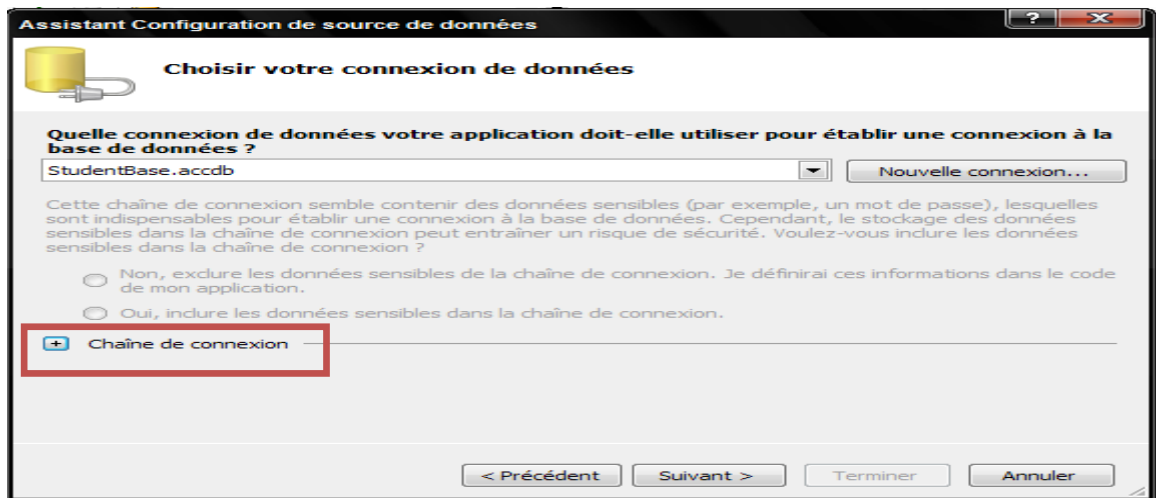 Assistant Configuration de source de données
Choisir votre connexion de données
Quelle connexion de données votre application doit-elle utiliser pour établir une connexion à la
base de données ?
StudentBase.accdb
Nouvelle connexion...
Cette chaîne de connexion semble contenir des données sensibles (par exemple, un mot de passe), lesquelles
sont indispensables pour établir une connexion à la base de données. Cependant, le stockage des données
sensibles dans la chaîne de connexion peut entraîner un risque de sécurité. Voulez-vous inclure les données
sensibles dans la chaîne de connexion ?
Non, exclure les données sensibles de la chaîne de connexion. Je définirai ces informations dans le code
de mon application.
Oui, inclure les données sensibles dans la chaîne de connexion.
Chaîne de connexion
< Précédent
Suivant >
Terminer
Annuler